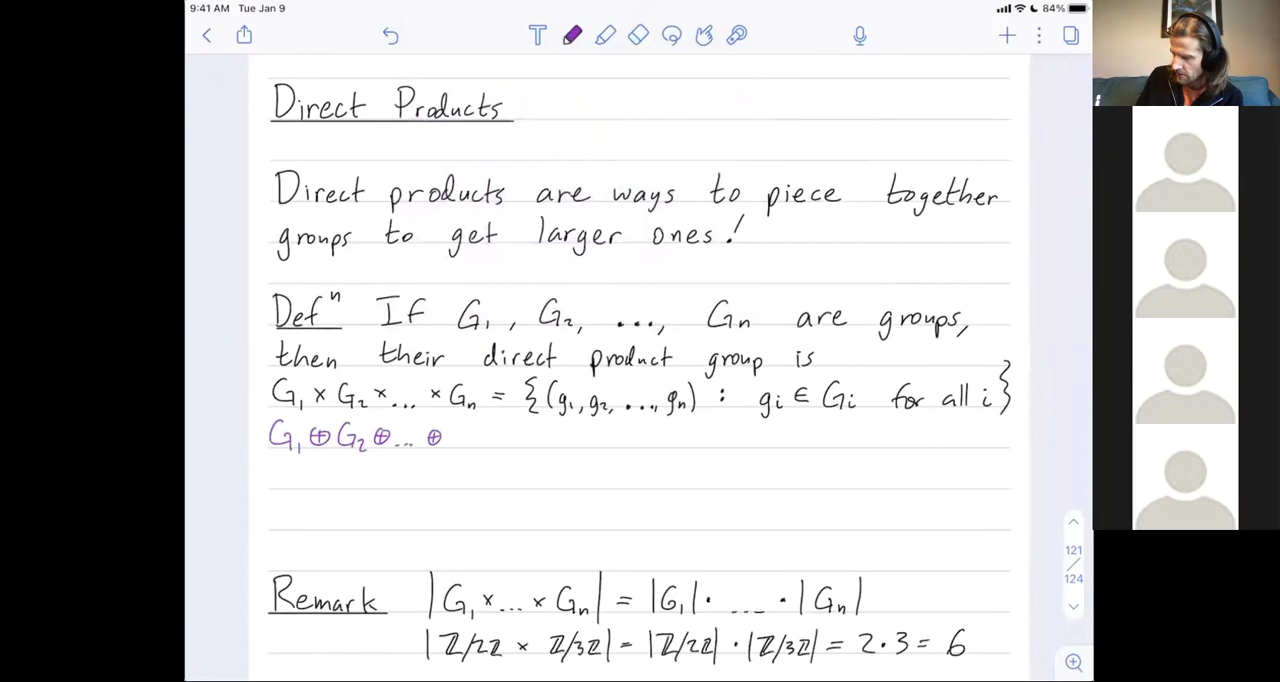 9:41 AM Tue Jan 9
84%
Direct Products
Direct products are ways to piece together
groups to get larger ones!
Defⁿ If G₁, G₂, ..., Gn are groups,
then their direct product group is
G₁ × G₂ × ... × Gn = {(g₁, g₂, ..., gn) : gi ∈ Gi for all i}
G₁ ⊕ G₂ ⊕ ... ⊕
121
/
124
Remark |G₁ × ... × Gn| = |G₁| · ... · |Gn|
|ℤ/2ℤ × ℤ/3ℤ| = |ℤ/2ℤ| · |ℤ/3ℤ| = 2·3 = 6